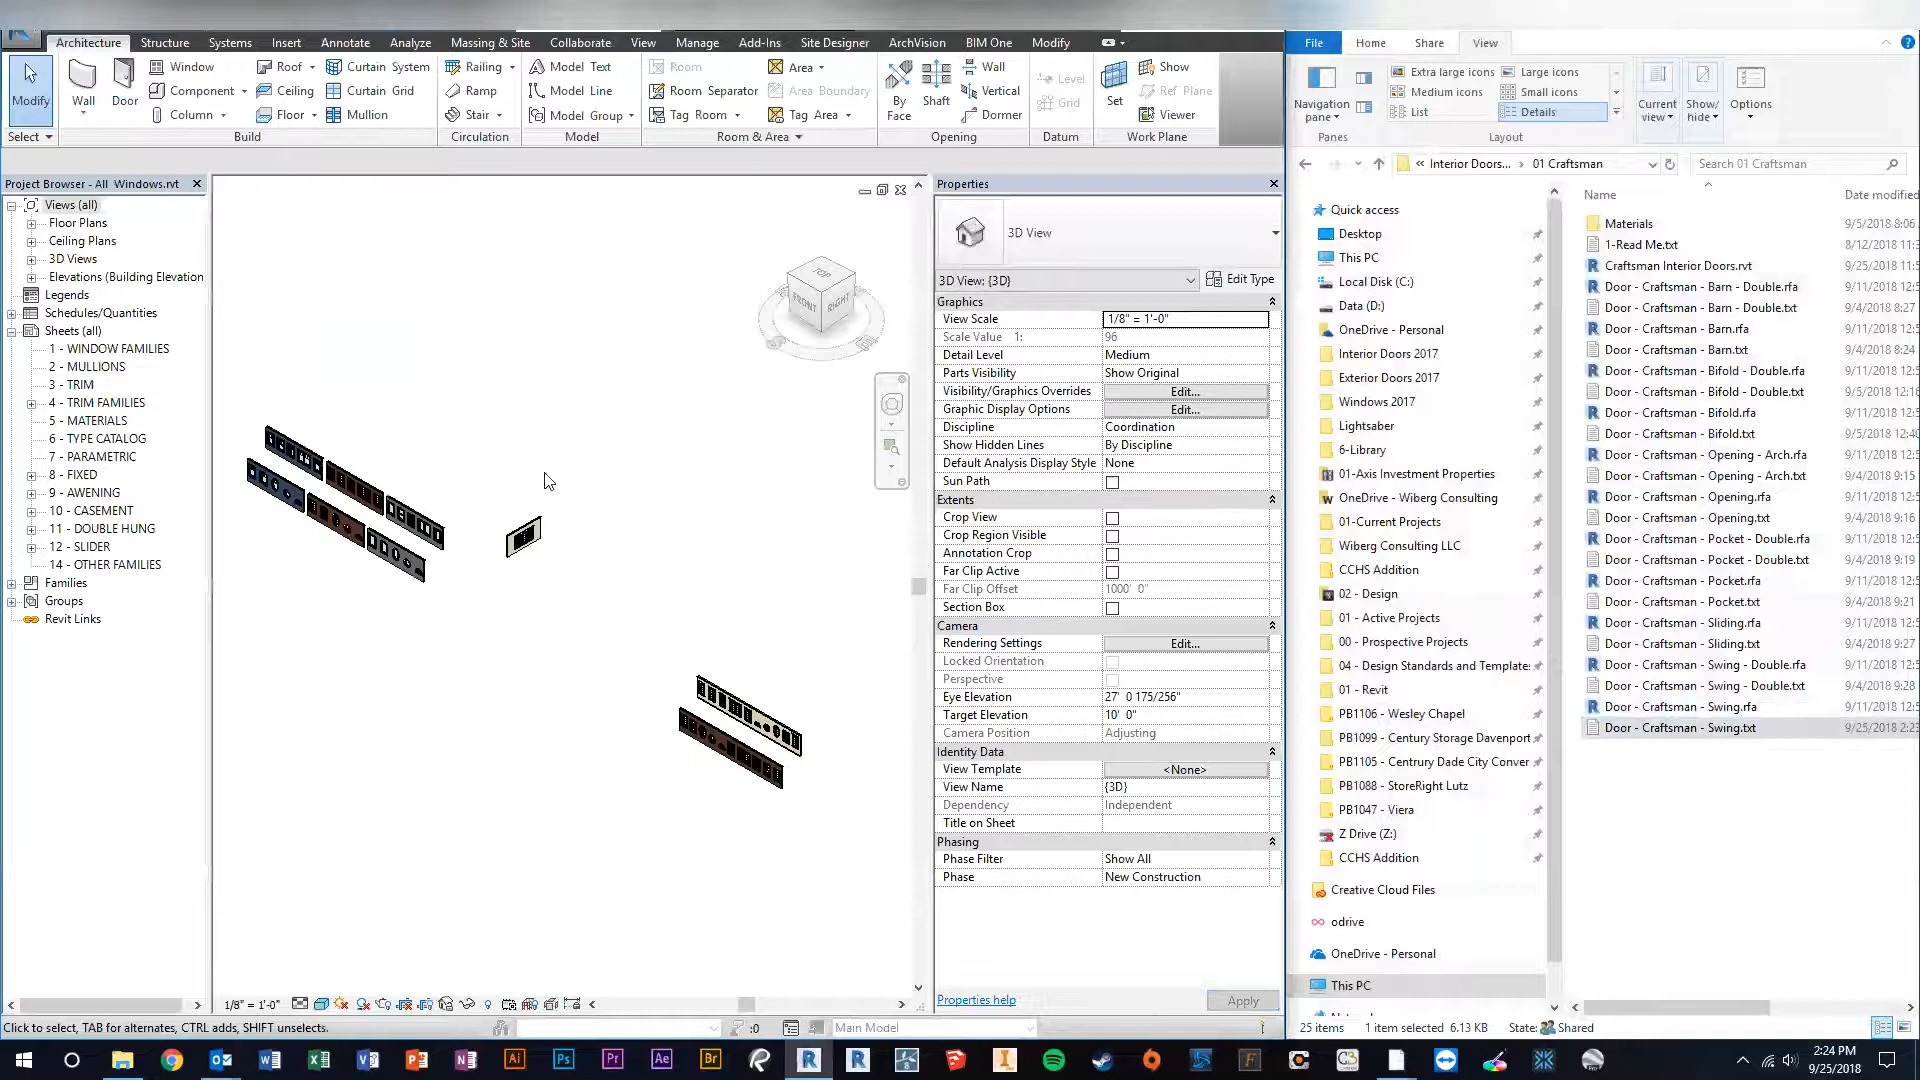 Architecture Structure Systems Insert Annotate Analyze Massing & Site Collaborate View Manage Add-Ins Site Designer ArchVision BIM One Modify
Modify
Select
Wall
Door
Window
Component
Column
Roof
Ceiling
Floor
Curtain System
Curtain Grid
Mullion
Build
Railing
Ramp
Stair
Circulation
Model Text
Model Line
Model Group
Model
Room
Room Separator
Tag Room
Area
Area Boundary
Tag Area
Room & Area
By Face
Shaft
Wall
Vertical
Dormer
Opening
Level
Grid
Datum
Set
Show
Ref Plane
Viewer
Work Plane
Project Browser - All Windows.rvt
Views (all)
Floor Plans
Ceiling Plans
3D Views
Elevations (Building Elevation
Legends
Schedules/Quantities
Sheets (all)
1 - WINDOW FAMILIES
2 - MULLIONS
3 - TRIM
4 - TRIM FAMILIES
5 - MATERIALS
6 - TYPE CATALOG
7 - PARAMETRIC
8 - FIXED
9 - AWENING
10 - CASEMENT
11 - DOUBLE HUNG
12 - SLIDER
14 - OTHER FAMILIES
Families
Groups
Revit Links
TOP
FRONT
RIGHT
1/8" = 1'-0"
Properties
3D View
3D View: {3D} Edit Type
Graphics
View Scale 1/8" = 1'-0"
Scale Value 1: 96
Detail Level Medium
Parts Visibility Show Original
Visibility/Graphics Overrides Edit...
Graphic Display Options Edit...
Discipline Coordination
Show Hidden Lines By Discipline
Default Analysis Display Style None
Sun Path
Extents
Crop View
Crop Region Visible
Annotation Crop
Far Clip Active
Far Clip Offset 1000' 0"
Section Box
Camera
Rendering Settings Edit...
Locked Orientation
Perspective
Eye Elevation 27' 0 175/256"
Target Elevation 10' 0"
Camera Position Adjusting
Identity Data
View Template <None>
View Name {3D}
Dependency Independent
Title on Sheet
Phasing
Phase Filter Show All
Phase New Construction
Properties help Apply
Click to select, TAB for alternates, CTRL adds, SHIFT unselects.
:0
Main Model
File Home Share View
Navigation pane
Panes
Extra large icons
Large icons
Medium icons
Small icons
List
Details
Layout
Current view
Show/ hide
Options
« Interior Doors... › 01 Craftsman
Search 01 Craftsman
Quick access
Desktop
This PC
Local Disk (C:)
Data (D:)
OneDrive - Personal
Interior Doors 2017
Exterior Doors 2017
Windows 2017
Lightsaber
6-Library
01-Axis Investment Properties
OneDrive - Wiberg Consulting
01-Current Projects
Wiberg Consulting LLC
CCHS Addition
02 - Design
01 - Active Projects
00 - Prospective Projects
04 - Design Standards and Template:
01 - Revit
PB1106 - Wesley Chapel
PB1099 - Century Storage Davenport
PB1105 - Centrury Dade City Conver
PB1088 - StoreRight Lutz
PB1047 - Viera
Z Drive (Z:)
CCHS Addition
Creative Cloud Files
odrive
OneDrive - Personal
This PC
Name Date modified
Materials 9/5/2018 8:06
1-Read Me.txt 8/12/2018 11:
Craftsman Interior Doors.rvt 9/25/2018 11:
Door - Craftsman - Barn - Double.rfa 9/11/2018 12:
Door - Craftsman - Barn - Double.txt 9/4/2018 8:27
Door - Craftsman - Barn.rfa 9/11/2018 12:
Door - Craftsman - Barn.txt 9/4/2018 8:24
Door - Craftsman - Bifold - Double.rfa 9/11/2018 12:
Door - Craftsman - Bifold - Double.txt 9/5/2018 12:16
Door - Craftsman - Bifold.rfa 9/11/2018 12:
Door - Craftsman - Bifold.txt 9/5/2018 12:40
Door - Craftsman - Opening - Arch.rfa 9/11/2018 12:
Door - Craftsman - Opening - Arch.txt 9/4/2018 9:15
Door - Craftsman - Opening.rfa 9/11/2018 12:
Door - Craftsman - Opening.txt 9/4/2018 9:16
Door - Craftsman - Pocket - Double.rfa 9/11/2018 12:
Door - Craftsman - Pocket - Double.txt 9/4/2018 9:19
Door - Craftsman - Pocket.rfa 9/11/2018 12:
Door - Craftsman - Pocket.txt 9/4/2018 9:21
Door - Craftsman - Sliding.rfa 9/11/2018 12:
Door - Craftsman - Sliding.txt 9/4/2018 9:27
Door - Craftsman - Swing - Double.rfa 9/11/2018 12:
Door - Craftsman - Swing - Double.txt 9/4/2018 9:28
Door - Craftsman - Swing.rfa 9/11/2018 12:
Door - Craftsman - Swing.txt 9/25/2018 2:23
25 items 1 item selected 6.13 KB State: Shared
2:24 PM
9/25/2018